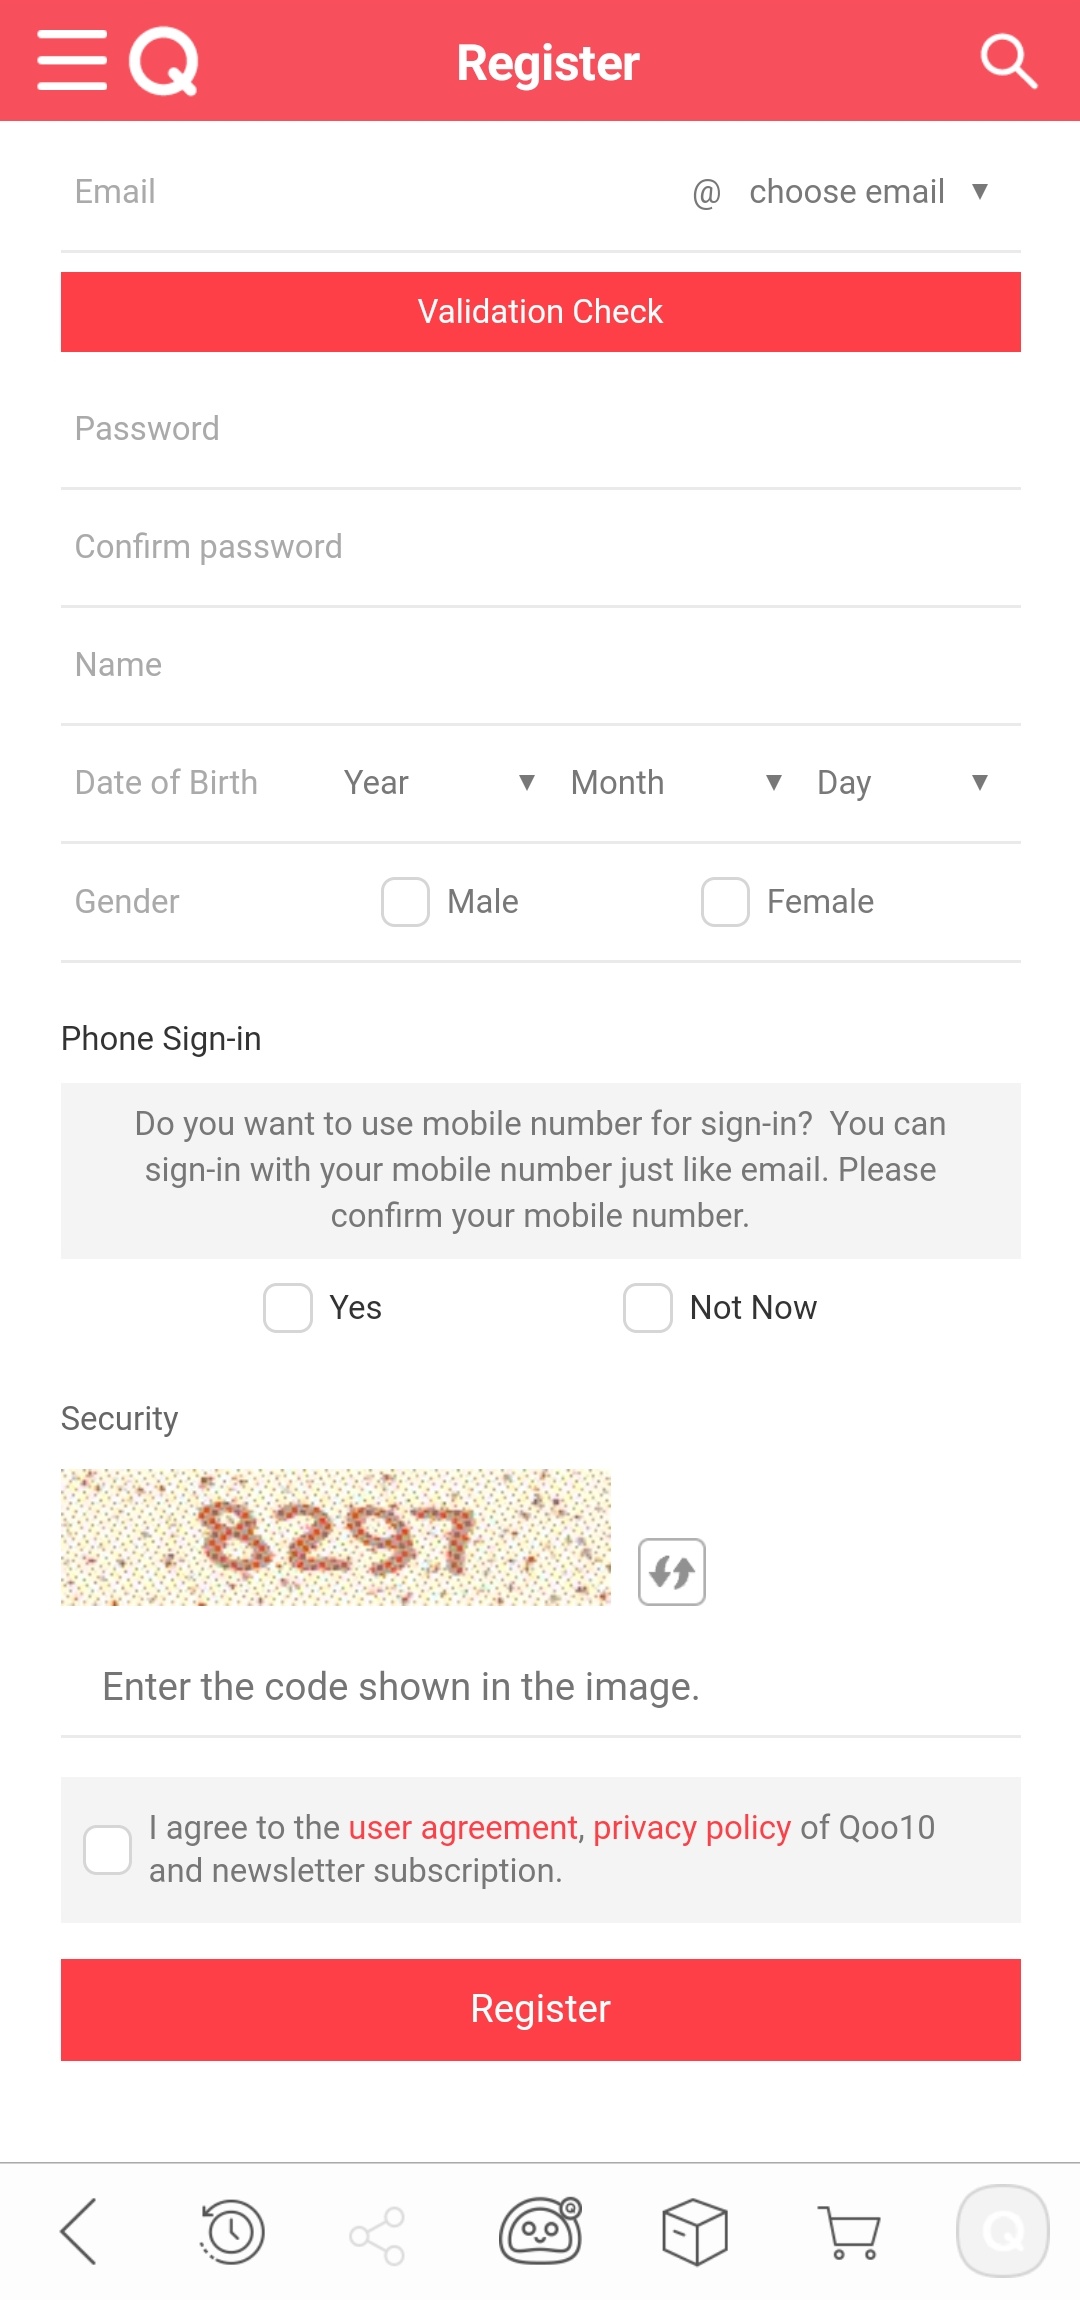 Register
Email @ choose email ▼
Validation Check
Password
Confirm password
Name
Date of Birth Year ▼ Month ▼ Day ▼
Gender Male Female
Phone Sign-in
Do you want to use mobile number for sign-in? You can
sign-in with your mobile number just like email. Please
confirm your mobile number.
Yes Not Now
Security
8297
Enter the code shown in the image.
I agree to the user agreement, privacy policy of Qoo10
and newsletter subscription.
Register